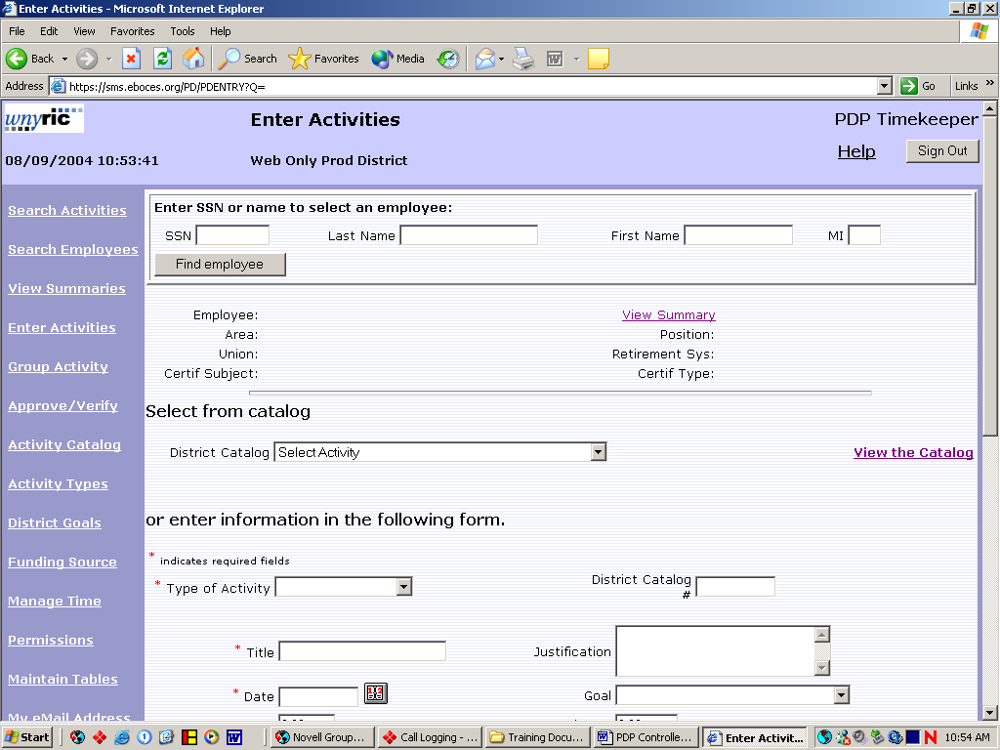 Enter Activities - Microsoft Internet Explorer
File Edit View Favorites Tools Help
Back Search Favorites Media
Address https://sms.eboces.org/PD/PDENTRY?Q= Go Links »
wnyric Enter Activities PDP Timekeeper
08/09/2004 10:53:41 Web Only Prod District Help Sign Out
Search Activities
Search Employees
View Summaries
Enter Activities
Group Activity
Approve/Verify
Activity Catalog
Activity Types
District Goals
Funding Source
Manage Time
Permissions
Maintain Tables
My eMail Address
Enter SSN or name to select an employee:
SSN Last Name First Name MI
Find employee
Employee: View Summary
Area: Position:
Union: Retirement Sys:
Certif Subject: Certif Type:
Select from catalog
District Catalog Select Activity View the Catalog
or enter information in the following form.
* indicates required fields
* Type of Activity District Catalog #
* Title Justification
* Date Goal
Start Novell Group... Call Logging - ... Training Docu... PDP Controlle... Enter Activit... 10:54 AM